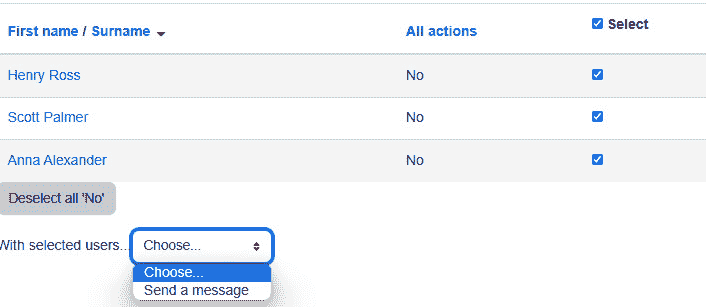 First name / Surname All actions Select
Henry Ross No
Scott Palmer No
Anna Alexander No
Deselect all 'No'
With selected users... Choose...
Choose...
Send a message